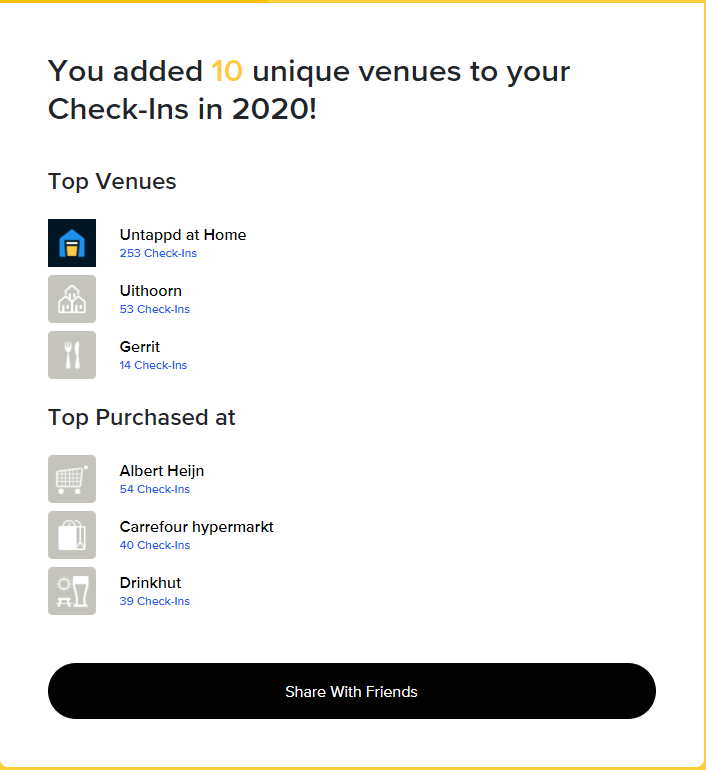 You added 10 unique venues to your
Check-Ins in 2020!
Top Venues
Untappd at Home
253 Check-Ins
Uithoorn
53 Check-Ins
Gerrit
14 Check-Ins
Top Purchased at
Albert Heijn
54 Check-Ins
Carrefour hypermarkt
40 Check-Ins
Drinkhut
39 Check-Ins
Share With Friends